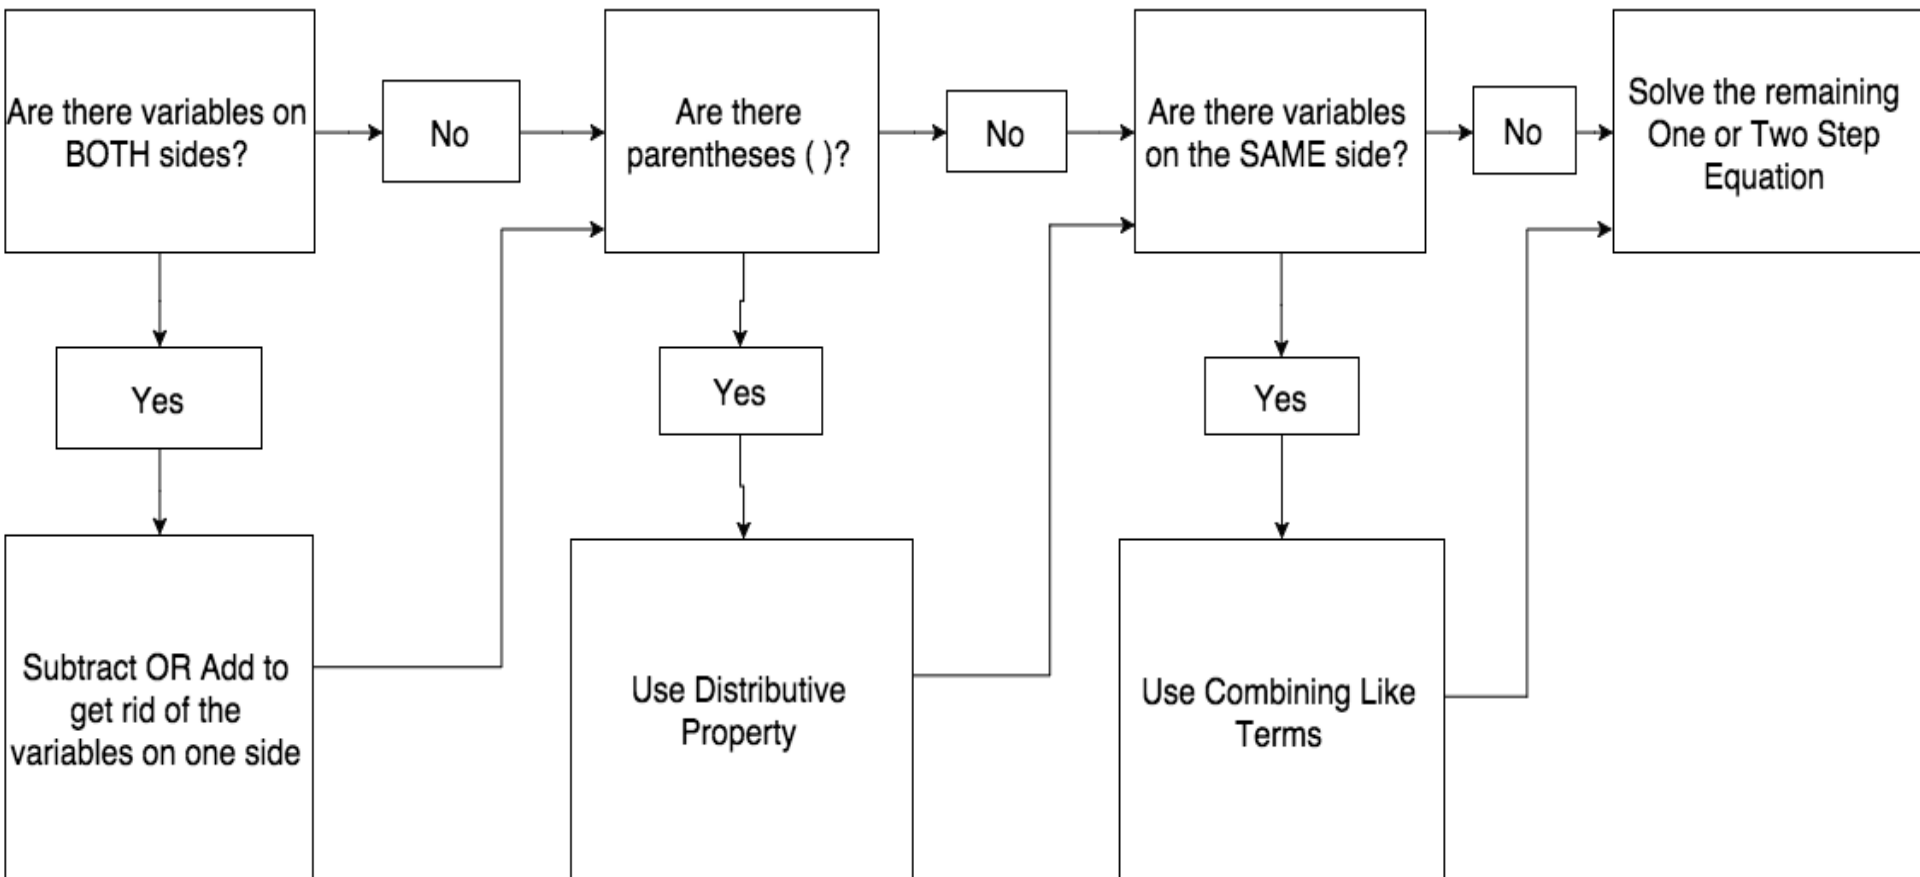 Are there variables on
BOTH sides?
No
Are there
parentheses ( )?
No
Are there variables
on the SAME side?
No
Solve the remaining
One or Two Step
Equation
Yes
Yes
Yes
Subtract OR Add to
get rid of the
variables on one side
Use Distributive
Property
Use Combining Like
Terms